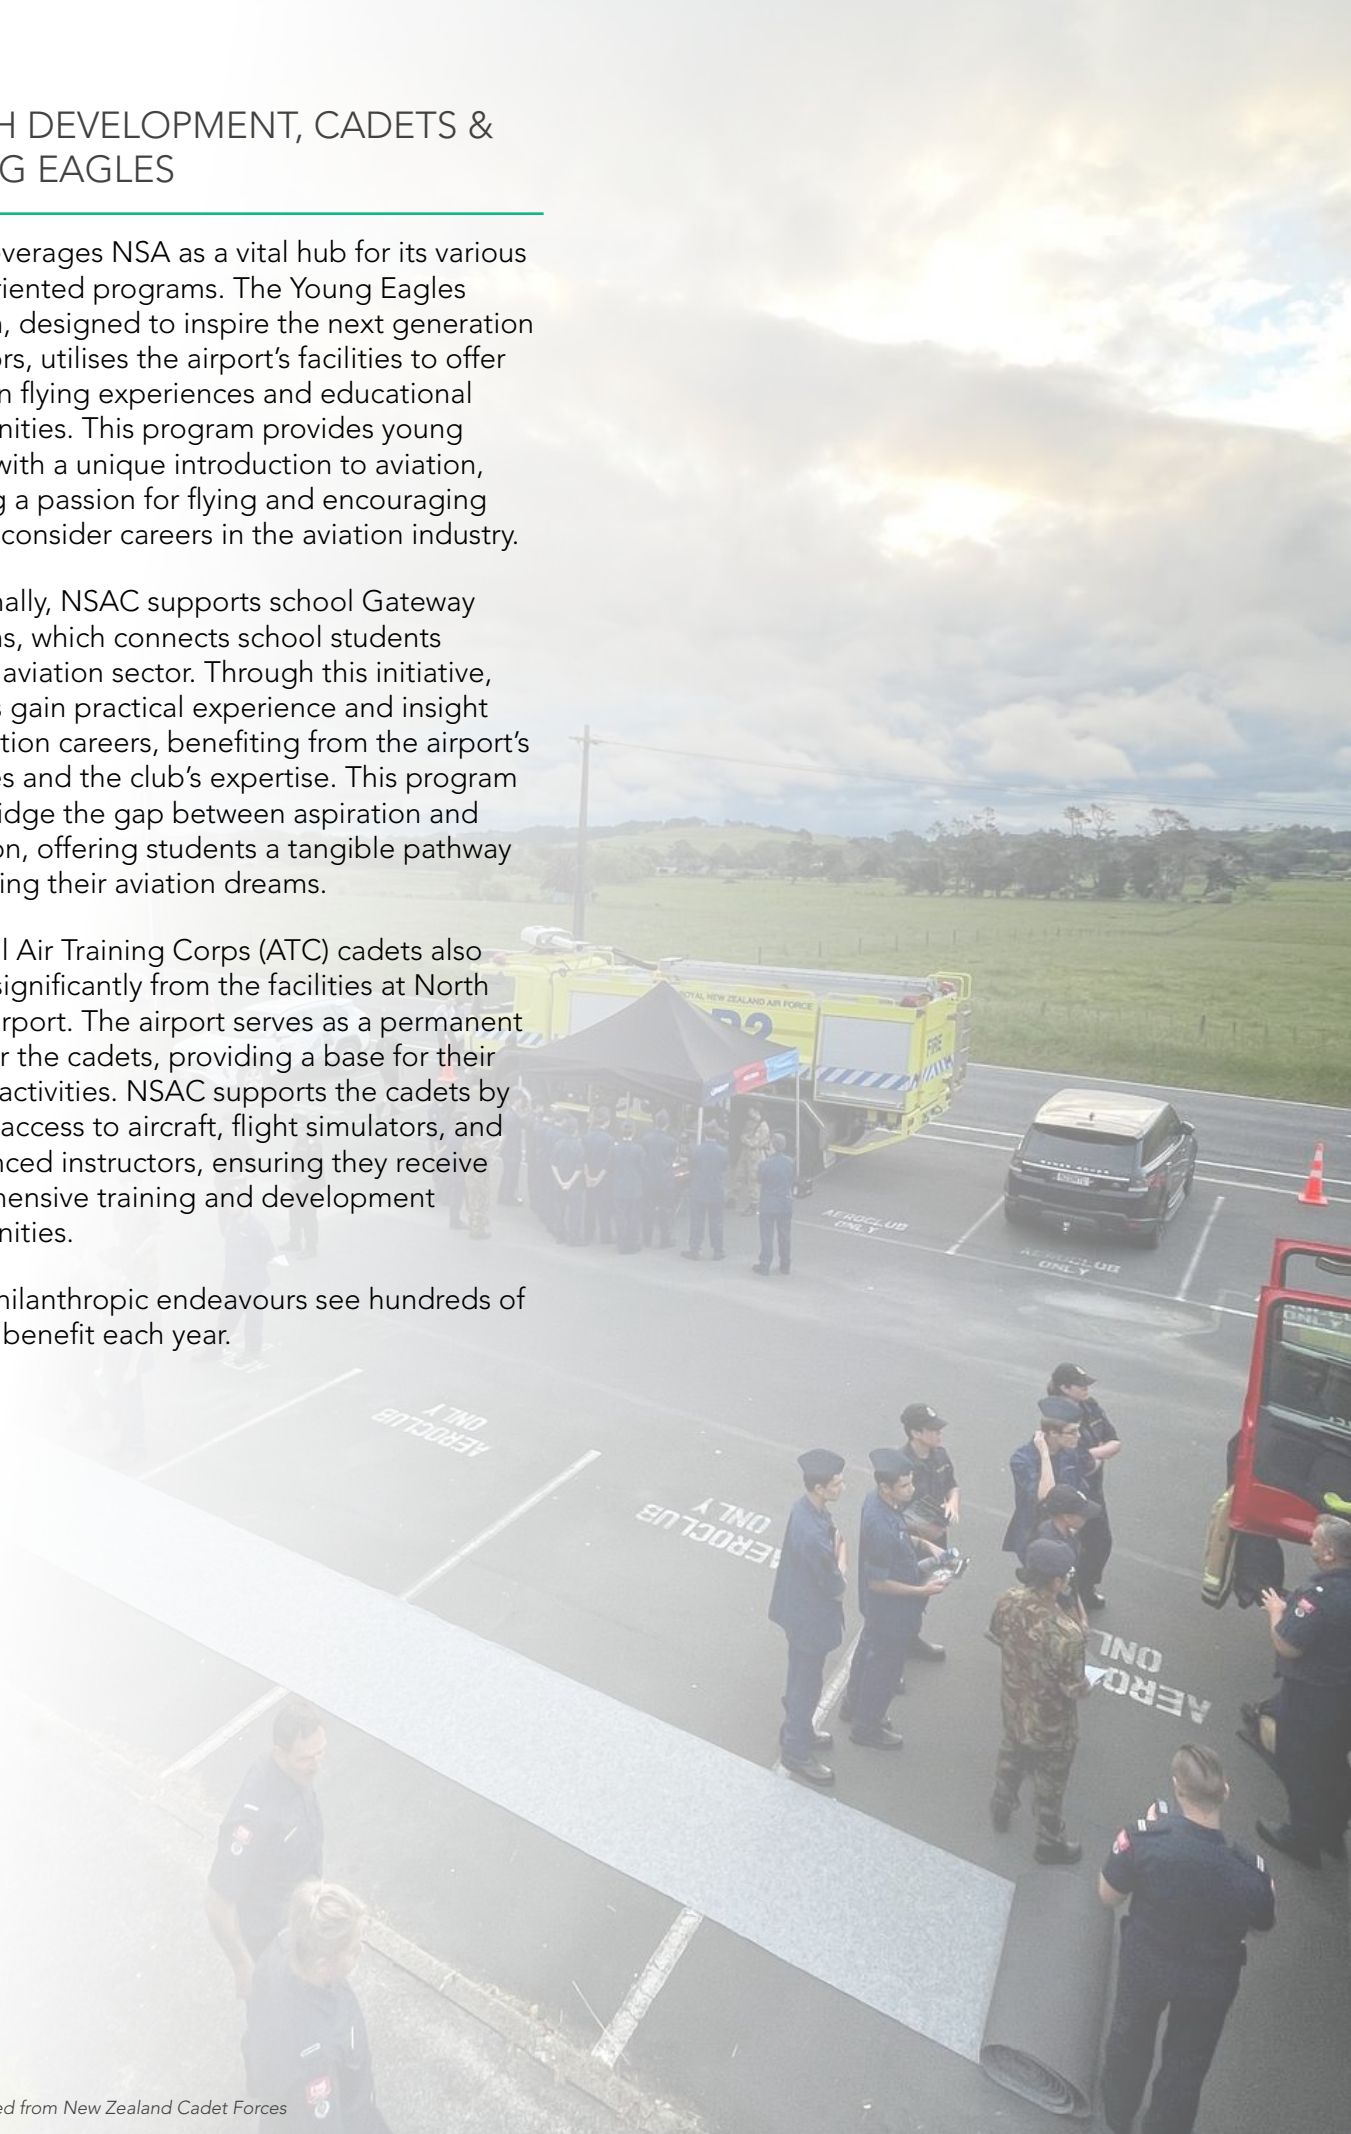 H DEVELOPMENT, CADETS &
G EAGLES
verages NSA as a vital hub for its various
riented programs. The Young Eagles
, designed to inspire the next generation
rs, utilises the airport's facilities to offer
n flying experiences and educational
nities. This program provides young
with a unique introduction to aviation,
g a passion for flying and encouraging
consider careers in the aviation industry.
nally, NSAC supports school Gateway
s, which connects school students
aviation sector. Through this initiative,
s gain practical experience and insight
tion careers, benefiting from the airport's
es and the club's expertise. This program
idge the gap between aspiration and
on, offering students a tangible pathway
ing their aviation dreams.
l Air Training Corps (ATC) cadets also
significantly from the facilities at North
rport. The airport serves as a permanent
r the cadets, providing a base for their
activities. NSAC supports the cadets by
access to aircraft, flight simulators, and
nced instructors, ensuring they receive
hensive training and development
nities.
hilanthropic endeavours see hundreds of
benefit each year.
ROYAL NEW ZEALAND AIR FORCE
FIRE
RANGE ROVER
AEROCLUB
ONLY
AEROCLUB
ONLY
AEROCLUB
ONLY
AEROCLUB
ONLY
AERO
ONL
ed from New Zealand Cadet Forces